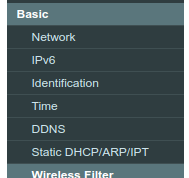 Basic
Network
IPv6
Identification
Time
DDNS
Static DHCP/ARP/IPT
Wireless Filter